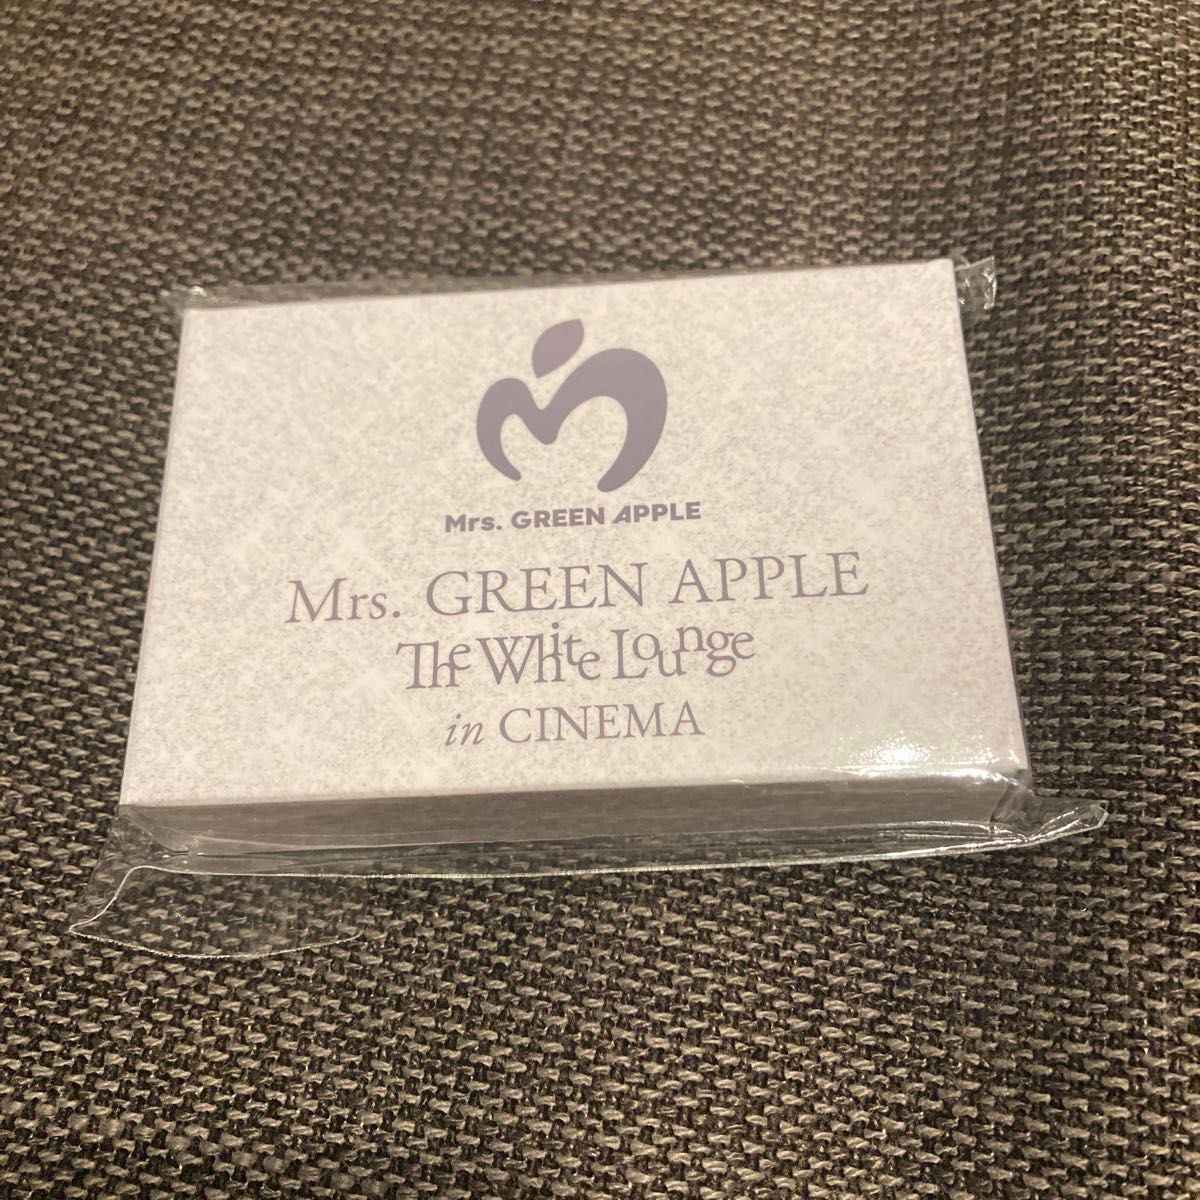 Mrs. GREEN APPLE
Mrs. GREEN APPLE
The White Lounge
in CINEMA